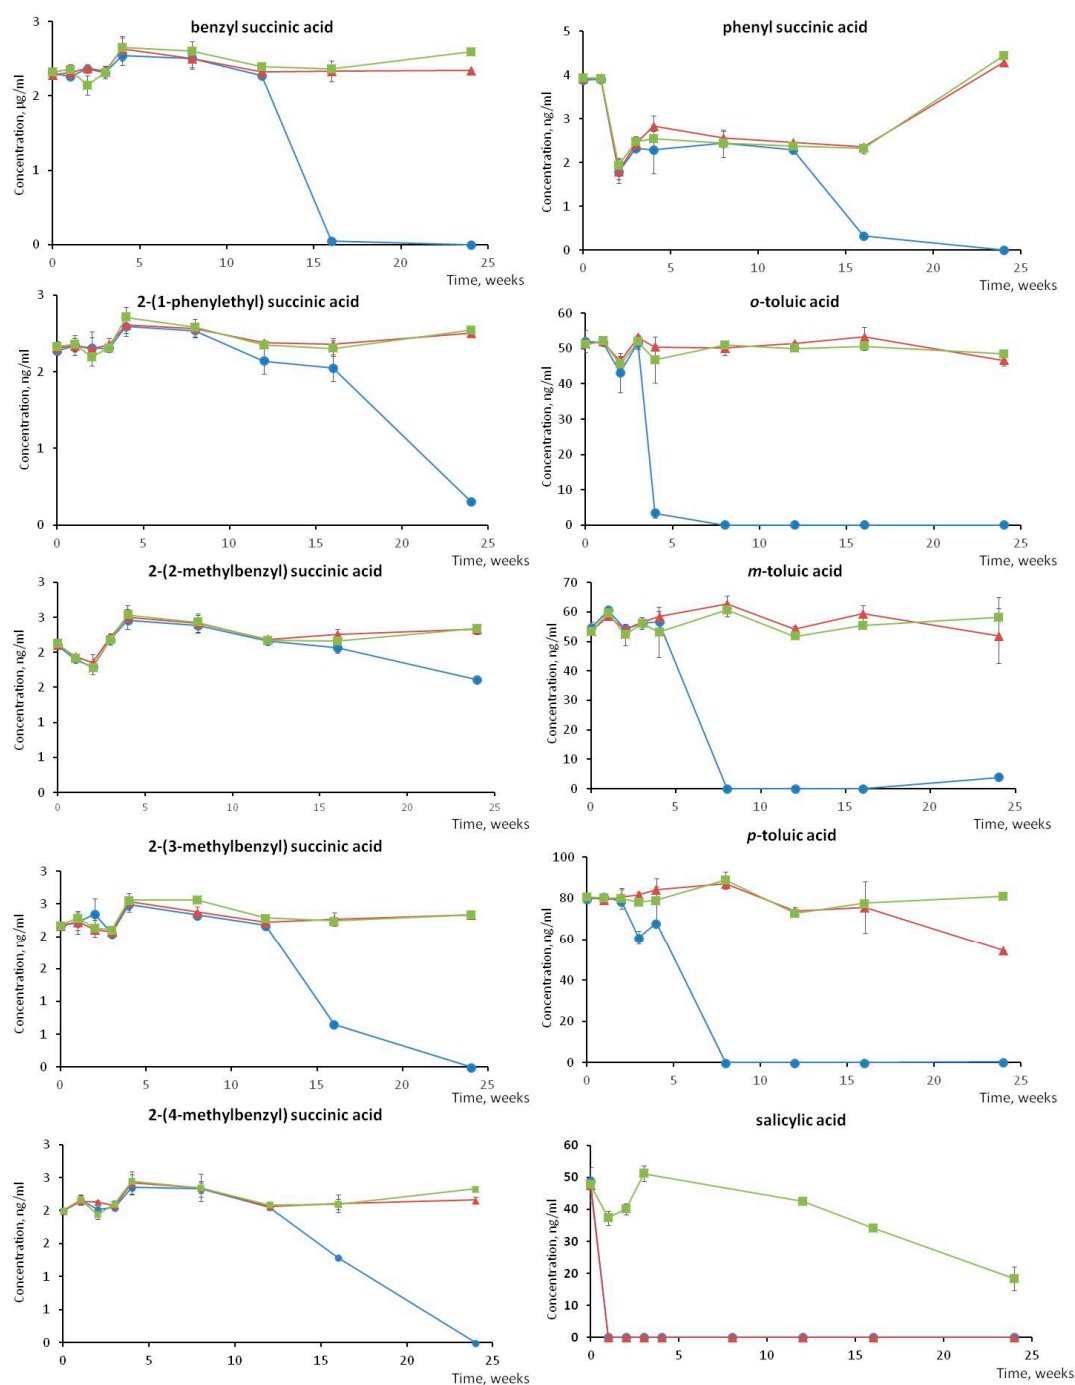 benzyl succinic acid
Concentration, µg/ml
3
2
1
0
0 5 10 15 20 25
Time, weeks
phenyl succinic acid
Concentration, ng/ml
5
4
3
2
1
0
0 5 10 15 20 25
Time, weeks
2-(1-phenylethyl) succinic acid
Concentration, ng/ml
3
2
1
0
0 5 10 15 20 25
Time, weeks
o-toluic acid
Concentration, ng/ml
60
50
40
30
20
10
0
0 5 10 15 20 25
Time, weeks
2-(2-methylbenzyl) succinic acid
Concentration, ng/ml
3
3
2
2
1
1
0
0 5 10 15 20 25
Time, weeks
m-toluic acid
Concentration, ng/ml
70
60
50
40
30
20
10
0
0 5 10 15 20 25
Time, weeks
2-(3-methylbenzyl) succinic acid
Concentration, ng/ml
3
3
2
2
1
1
0
0 5 10 15 20 25
Time, weeks
p-toluic acid
Concentration, ng/ml
100
80
60
40
20
0
0 5 10 15 20 25
Time, weeks
2-(4-methylbenzyl) succinic acid
Concentration, ng/ml
3
3
2
2
1
1
0
0 5 10 15 20 25
Time, weeks
salicylic acid
Concentration, ng/ml
60
50
40
30
20
10
0
0 5 10 15 20 25
Time, weeks